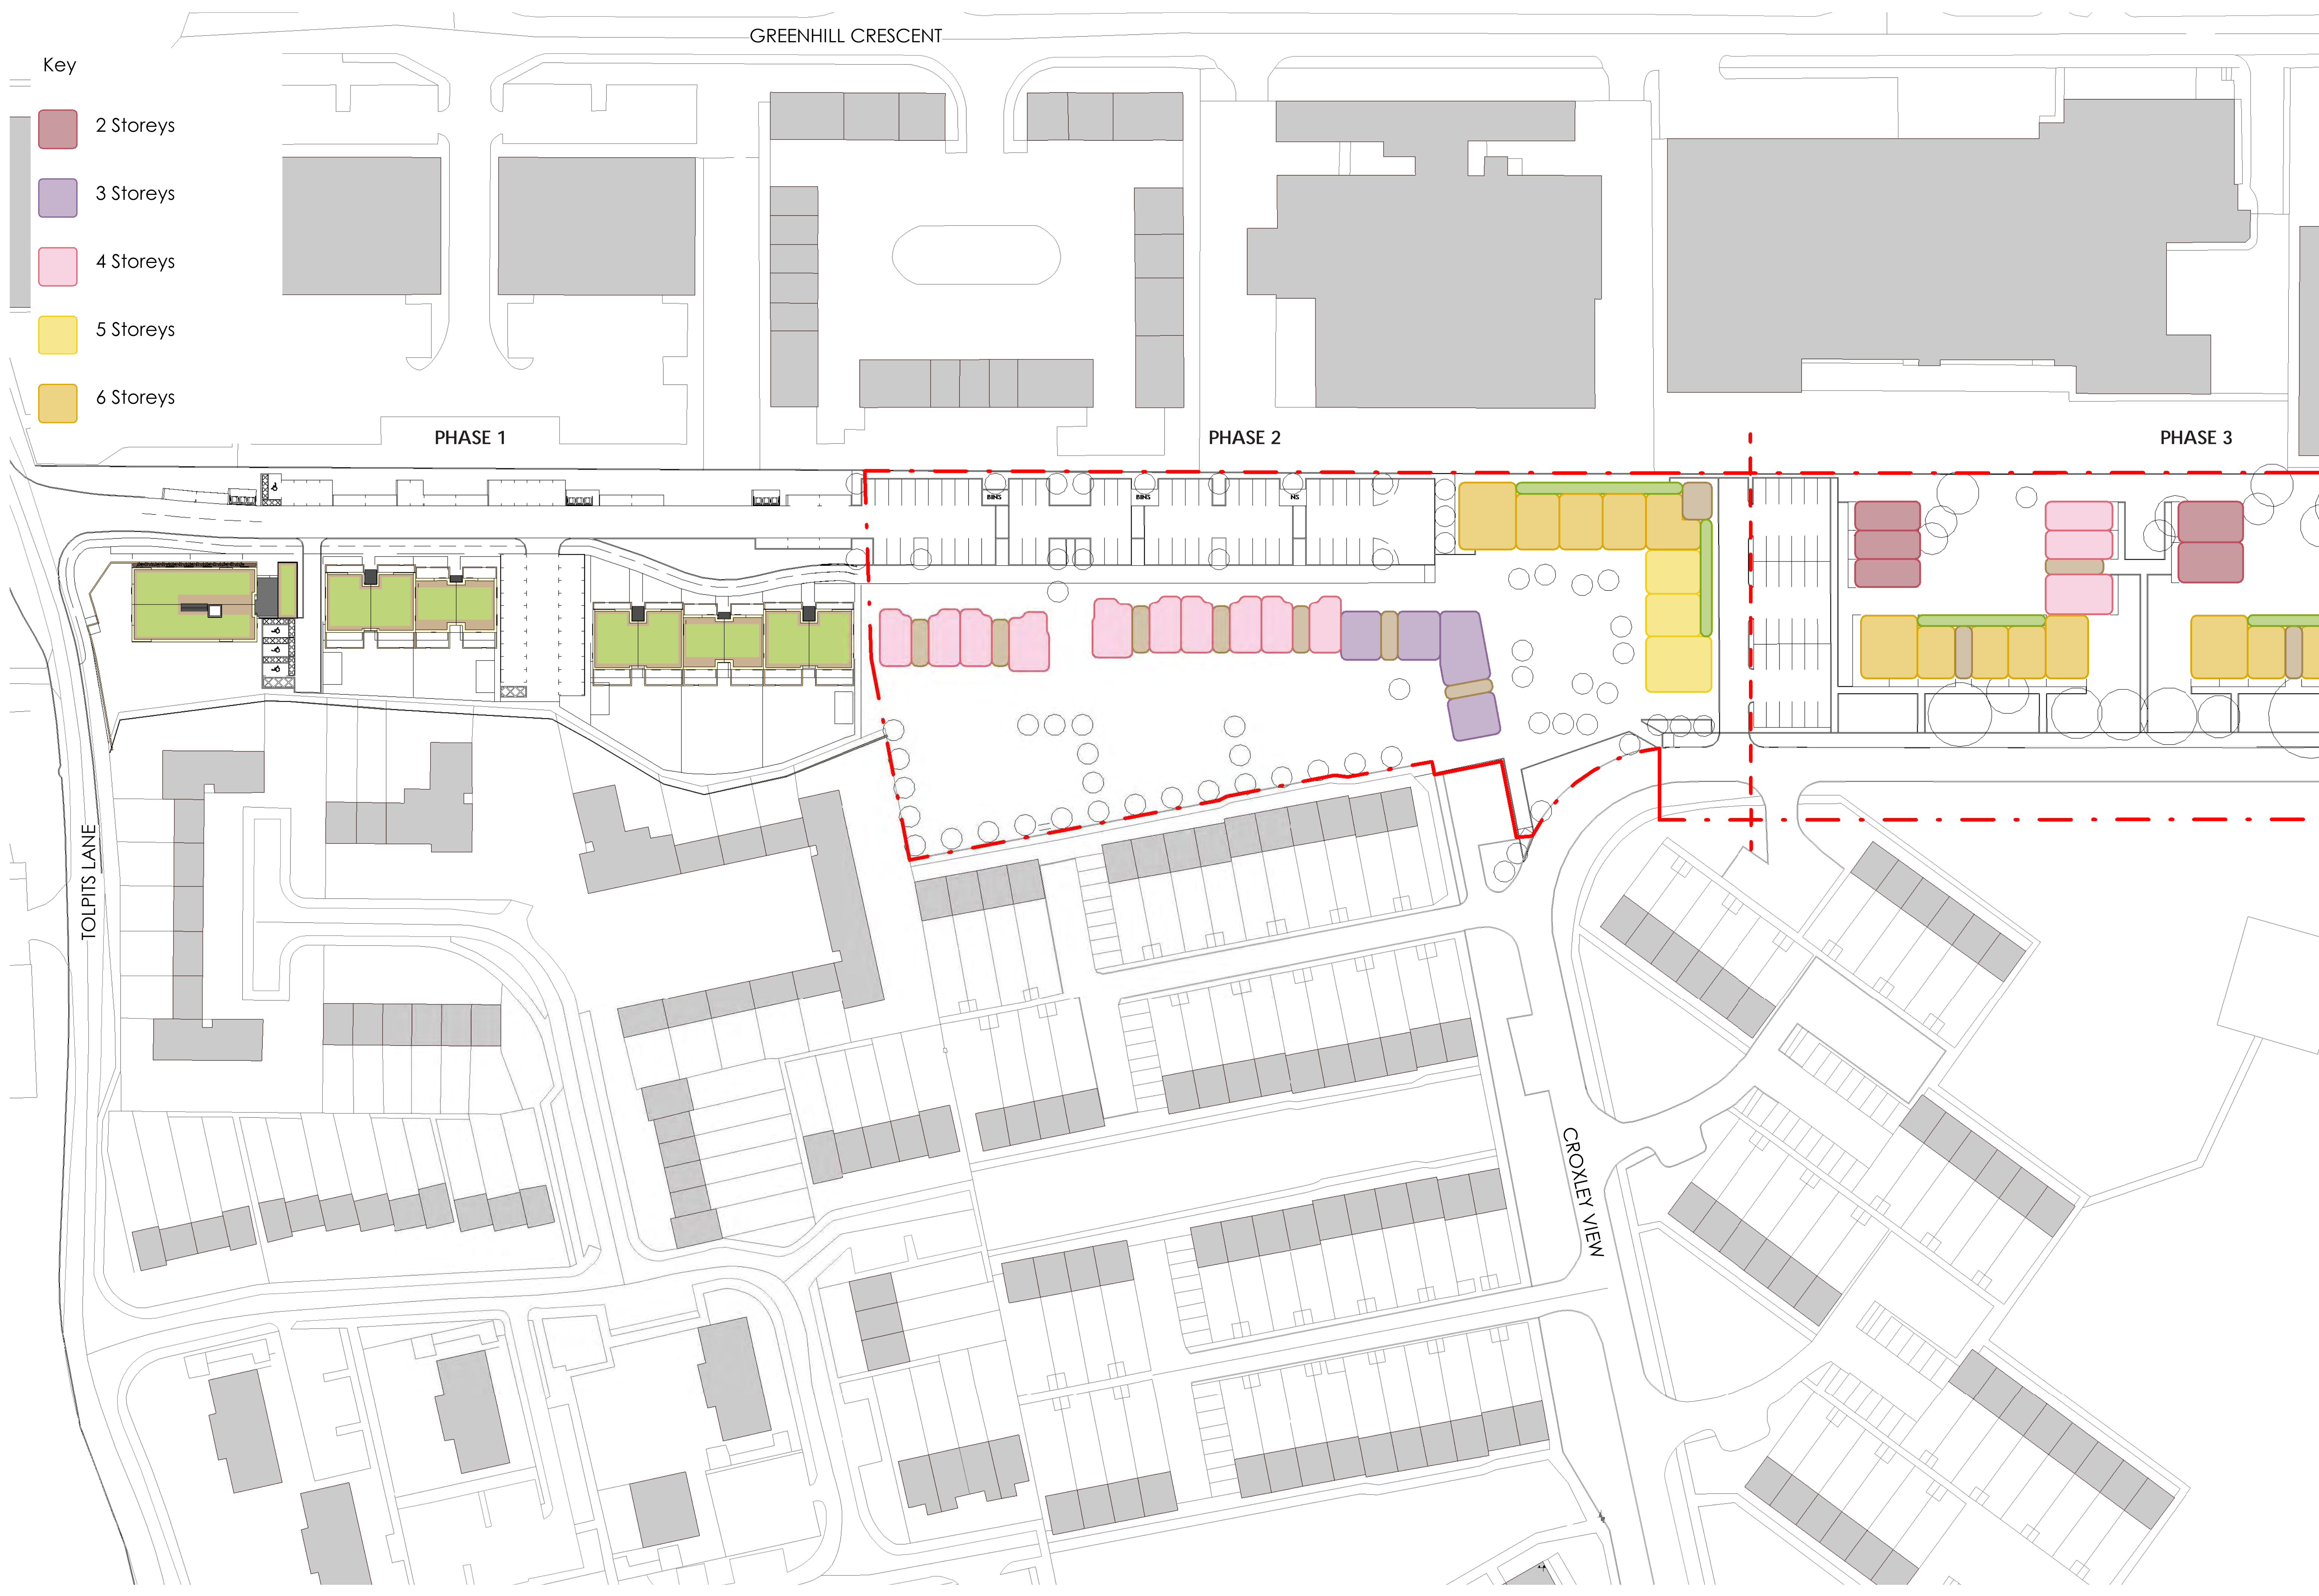 GREENHILL CRESCENT
Key
2 Storeys
3 Storeys
4 Storeys
5 Storeys
6 Storeys
PHASE 1
PHASE 2
PHASE 3
BINS
BINS
NS
TOLPITS LANE
CROXLEY VIEW